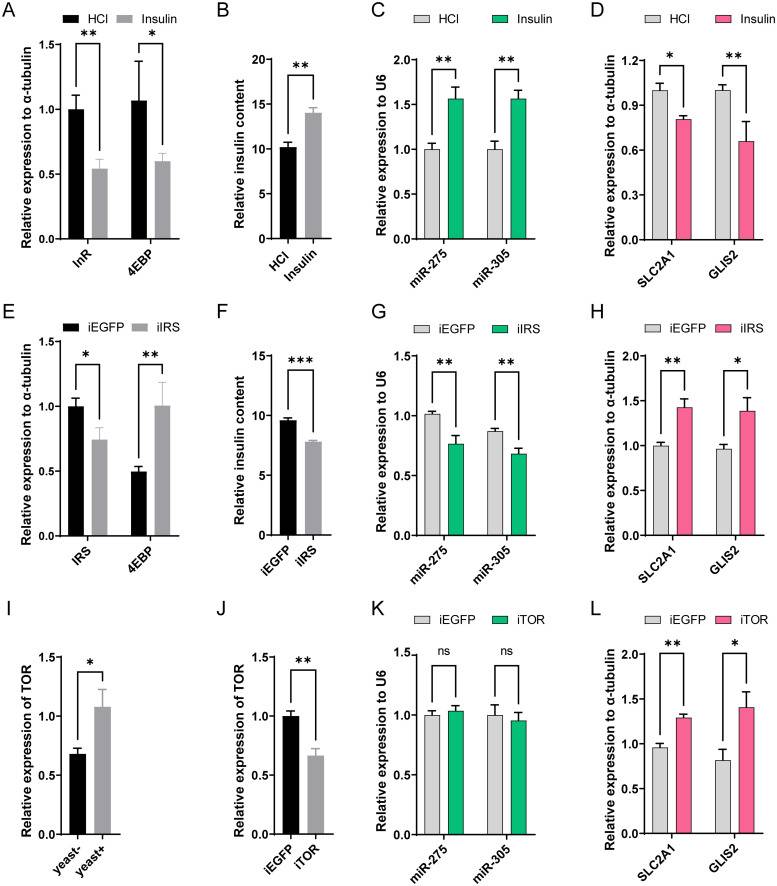 A
HCl Insulin
Relative expression to α-tubulin
1.5
1.0
0.5
0.0
** *
InR 4EBP
B
Relative insulin content
20
15
10
5
0
**
HCl Insulin
C
HCl Insulin
Relative expression to U6
2.0
1.5
1.0
0.5
0.0
** **
miR-275 miR-305
D
HCl Insulin
Relative expression to α-tubulin
1.2
0.9
0.6
0.3
0.0
* **
SLC2A1 GLIS2
E
iEGFP iIRS
Relative expression to α-tubulin
1.5
1.0
0.5
0.0
* **
IRS 4EBP
F
Relative insulin content
15
10
5
0
***
iEGFP iIRS
G
iEGFP iIRS
Relative expression to U6
1.5
1.0
0.5
0.0
** **
miR-275 miR-305
H
iEGFP iIRS
Relative expression to α-tubulin
2.0
1.5
1.0
0.5
0.0
** *
SLC2A1 GLIS2
I
Relative expression of TOR
1.5
1.0
0.5
0.0
*
yeast- yeast+
J
Relative expression of TOR
1.5
1.0
0.5
0.0
**
iEGFP iTOR
K
iEGFP iTOR
Relative expression to U6
1.5
1.0
0.5
0.0
ns ns
miR-275 miR-305
L
iEGFP iTOR
Relative expression to α-tubulin
2.0
1.5
1.0
0.5
0.0
** *
SLC2A1 GLIS2